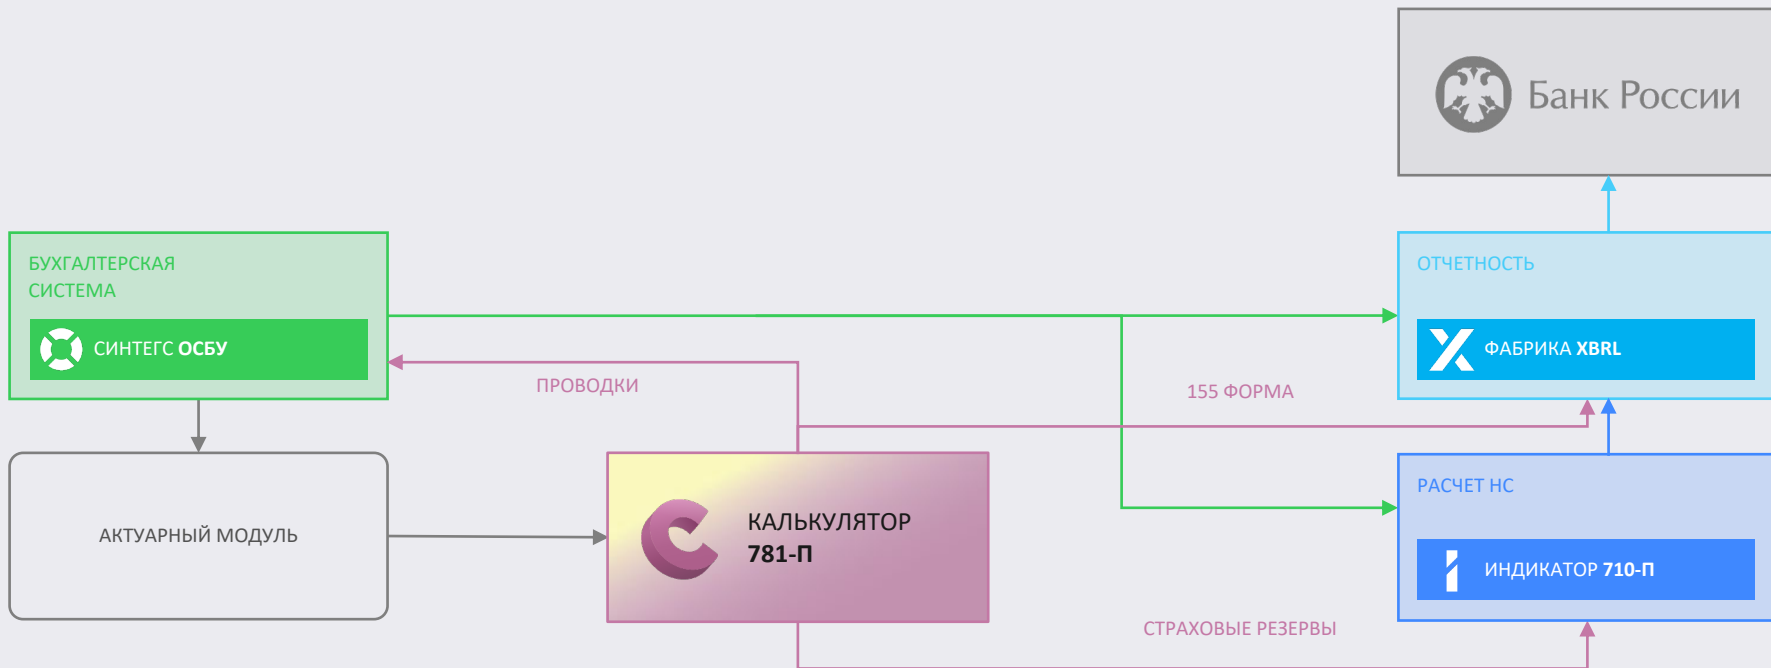 Банк России
БУХГАЛТЕРСКАЯ
СИСТЕМА
СИНТЕГС ОСБУ
ОТЧЕТНОСТЬ
ФАБРИКА XBRL
ПРОВОДКИ
155 ФОРМА
АКТУАРНЫЙ МОДУЛЬ
КАЛЬКУЛЯТОР
781-П
РАСЧЕТ НС
ИНДИКАТОР 710-П
СТРАХОВЫЕ РЕЗЕРВЫ